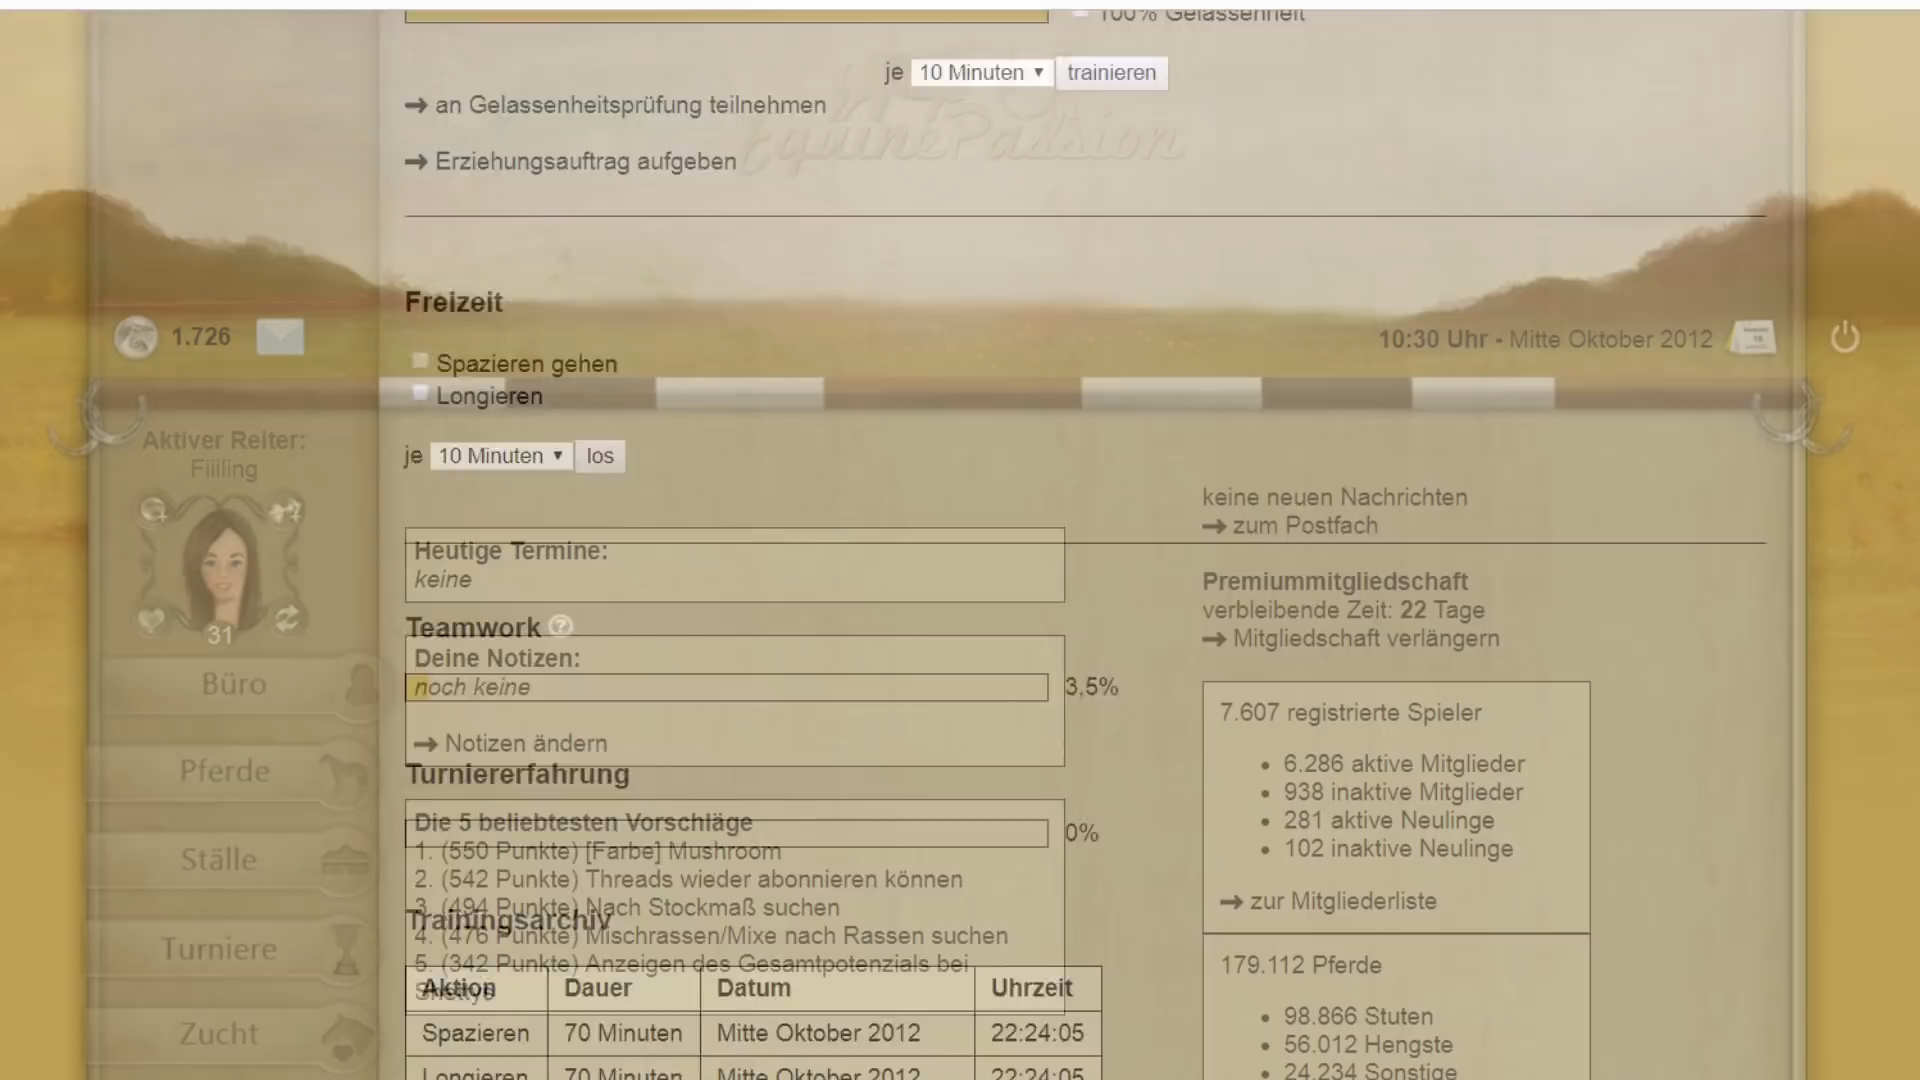 100% Gelassenheit
je 10 Minuten trainieren
→ an Gelassenheitsprüfung teilnehmen
EquinePassion
→ Erziehungsauftrag aufgeben
Freizeit
1.726
10:30 Uhr - Mitte Oktober 2012
Spazieren gehen
Longieren
je 10 Minuten los
Aktiver Reiter:
Fiiiling
31
Büro
Pferde
Ställe
Turniere
Zucht
Heutige Termine:
keine
Teamwork ?
Deine Notizen:
noch keine
3,5%
→ Notizen ändern
Turniererfahrung
Die 5 beliebtesten Vorschläge
0%
1. (550 Punkte) [Farbe] Mushroom
2. (542 Punkte) Threads wieder abonnieren können
3. (494 Punkte) Nach Stockmaß suchen
Trainingsarchiv
4. (476 Punkte) Mischrassen/Mixe nach Rassen suchen
5. (342 Punkte) Anzeigen des Gesamtpotenzials bei
Shettys
Aktion Dauer Datum Uhrzeit
Spazieren 70 Minuten Mitte Oktober 2012 22:24:05
Longieren 70 Minuten Mitte Oktober 2012 22:24:05
keine neuen Nachrichten
→ zum Postfach
Premiummitgliedschaft
verbleibende Zeit: 22 Tage
→ Mitgliedschaft verlängern
7.607 registrierte Spieler
• 6.286 aktive Mitglieder
• 938 inaktive Mitglieder
• 281 aktive Neulinge
• 102 inaktive Neulinge
→ zur Mitgliederliste
179.112 Pferde
• 98.866 Stuten
• 56.012 Hengste
• 24.234 Sonstige